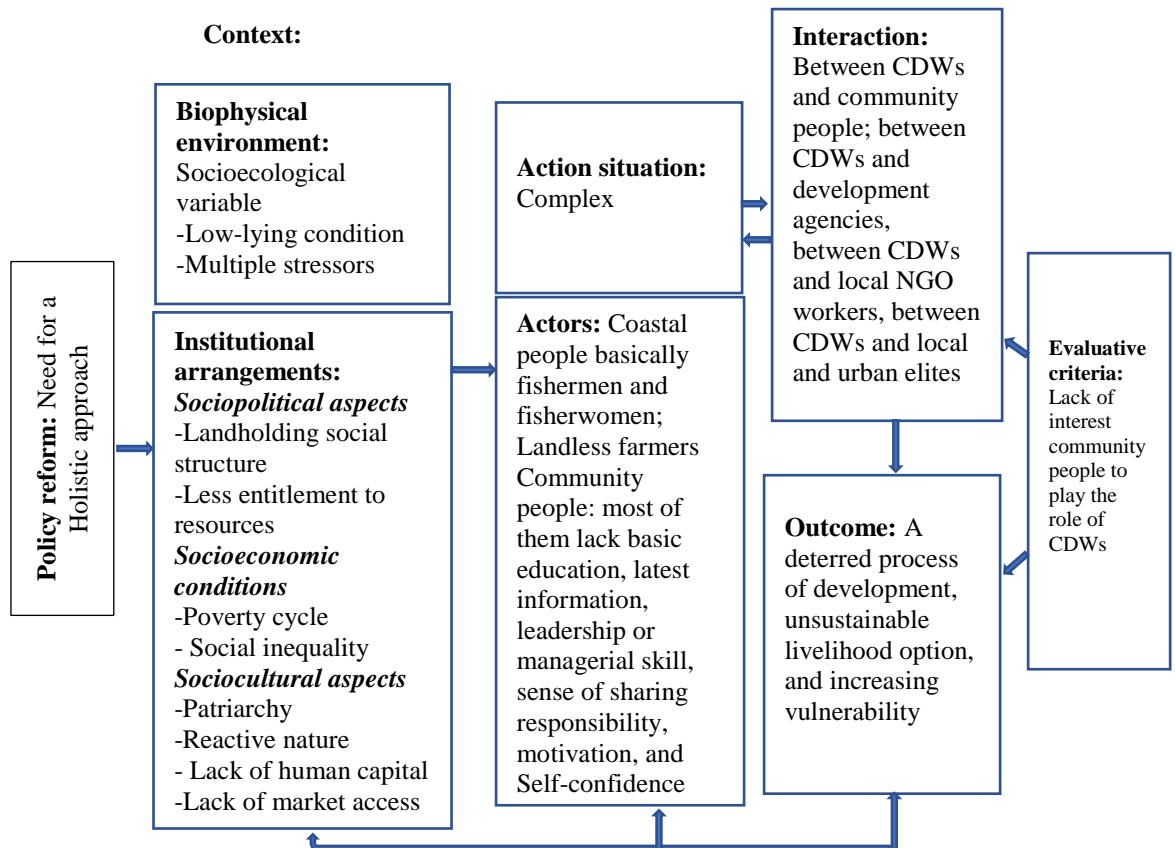 Context:
Biophysical
environment:
Socioecological
variable
-Low-lying condition
-Multiple stressors
Policy reform: Need for a
Holistic approach
Institutional
arrangements:
Sociopolitical aspects
-Landholding social
structure
-Less entitlement to
resources
Socioeconomic
conditions
-Poverty cycle
- Social inequality
Sociocultural aspects
-Patriarchy
-Reactive nature
- Lack of human capital
-Lack of market access
Action situation:
Complex
Actors: Coastal
people basically
fishermen and
fisherwomen;
Landless farmers
Community
people: most of
them lack basic
education, latest
information,
leadership or
managerial skill,
sense of sharing
responsibility,
motivation, and
Self-confidence
Interaction:
Between CDWs
and community
people; between
CDWs and
development
agencies,
between CDWs
and local NGO
workers, between
CDWs and local
and urban elites
Outcome: A
deterred process
of development,
unsustainable
livelihood option,
and increasing
vulnerability
Evaluative
criteria:
Lack of
interest
community
people to
play the
role of
CDWs